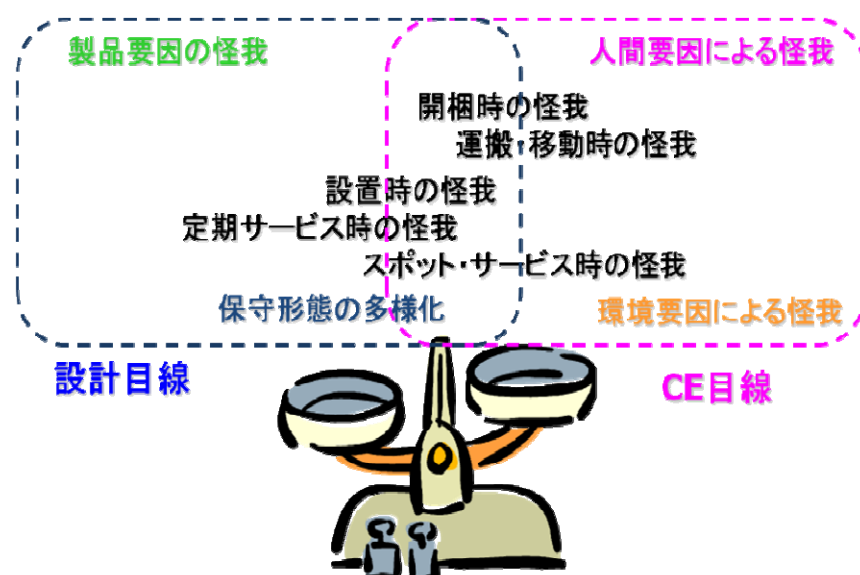 製品要因の怪我
人間要因による怪我
開梱時の怪我
運搬・移動時の怪我
設置時の怪我
定期サービス時の怪我
スポット・サービス時の怪我
保守形態の多様化
環境要因による怪我
設計目線
CE目線